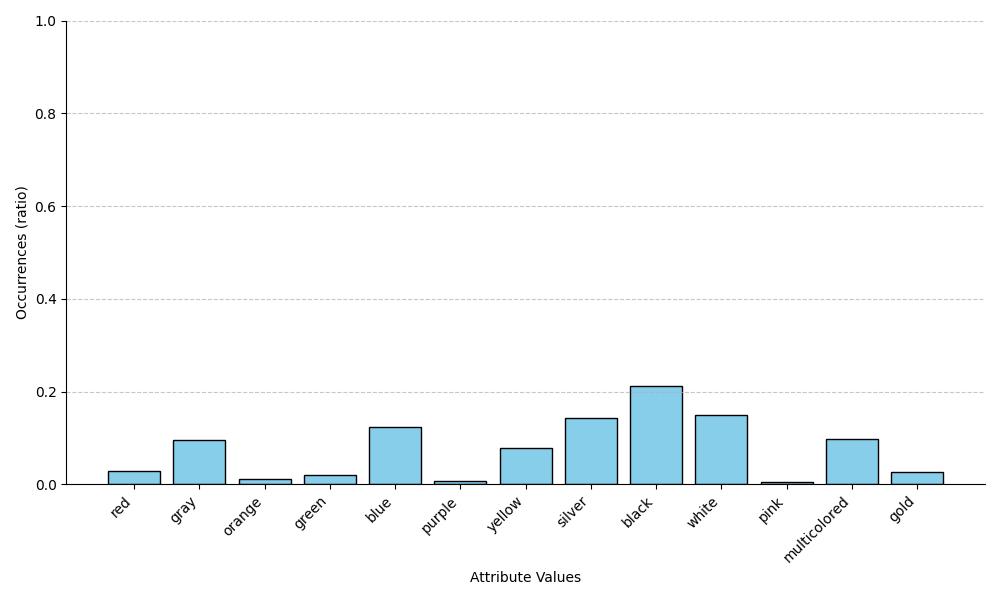 1.0
0.8
0.6
0.4
0.2
0.0
Occurrences (ratio)
red
gray
orange
green
blue
purple
yellow
silver
black
white
pink
multicolored
gold
Attribute Values